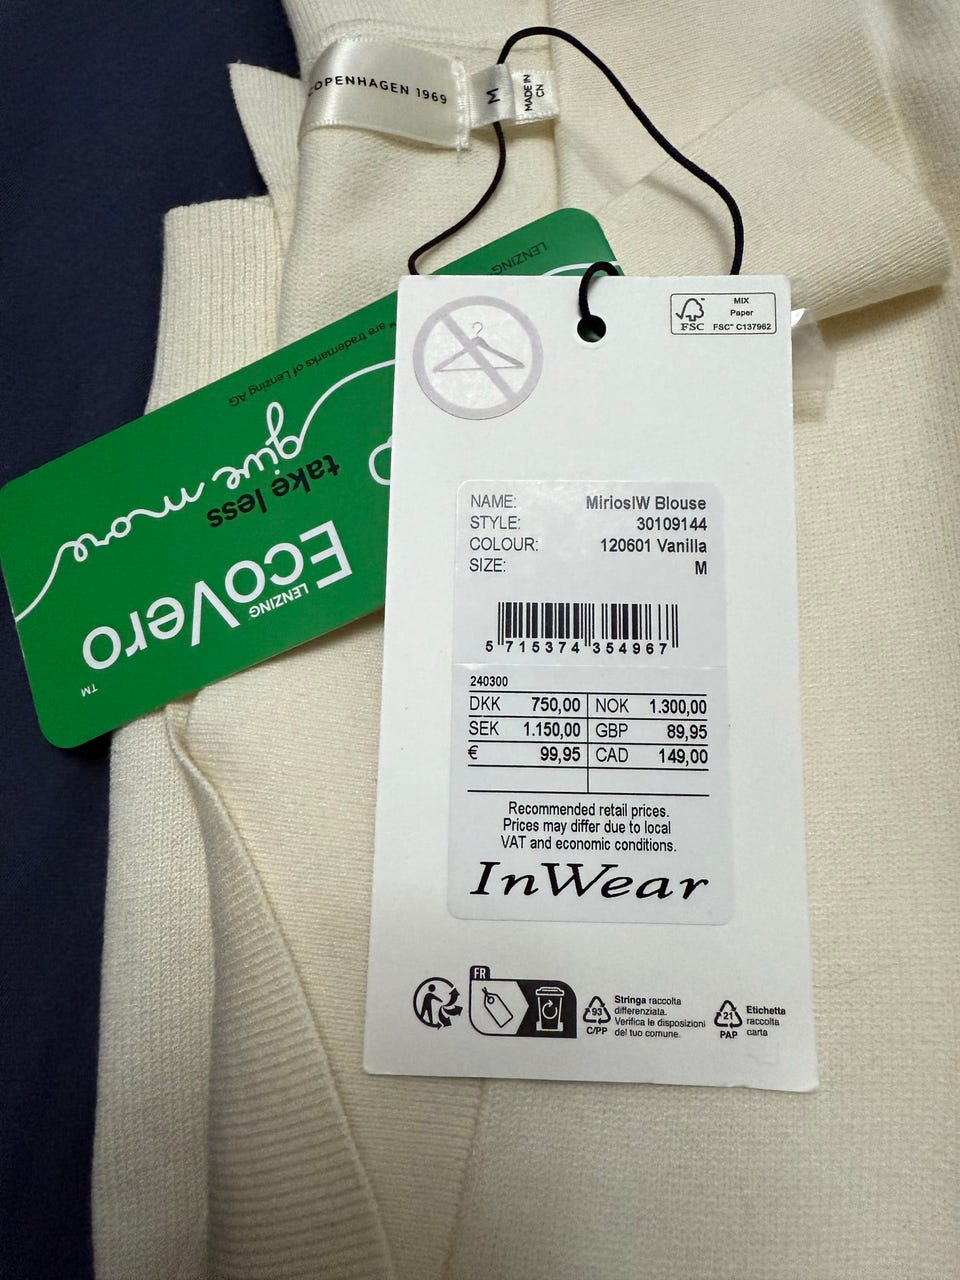 COPENHAGEN 1969
M
MADE IN
CN
LENZING
™ are trademarks of Lenzing AG
give more
take less
LENZING
EcoVero
™
MIX
Paper
FSC
FSC™ C137962
NAME: MiriosIW Blouse
STYLE: 30109144
COLOUR: 120601 Vanilla
SIZE: M
5 715374 354967
240300
DKK 750,00 NOK 1.300,00
SEK 1.150,00 GBP 89,95
€ 99,95 CAD 149,00
Recommended retail prices.
Prices may differ due to local
VAT and economic conditions.
InWear
FR
93
C/PP
Stringa raccolta
differenziata.
Verifica le disposizioni
del tuo comune.
21
PAP
Etichetta
raccolta
carta